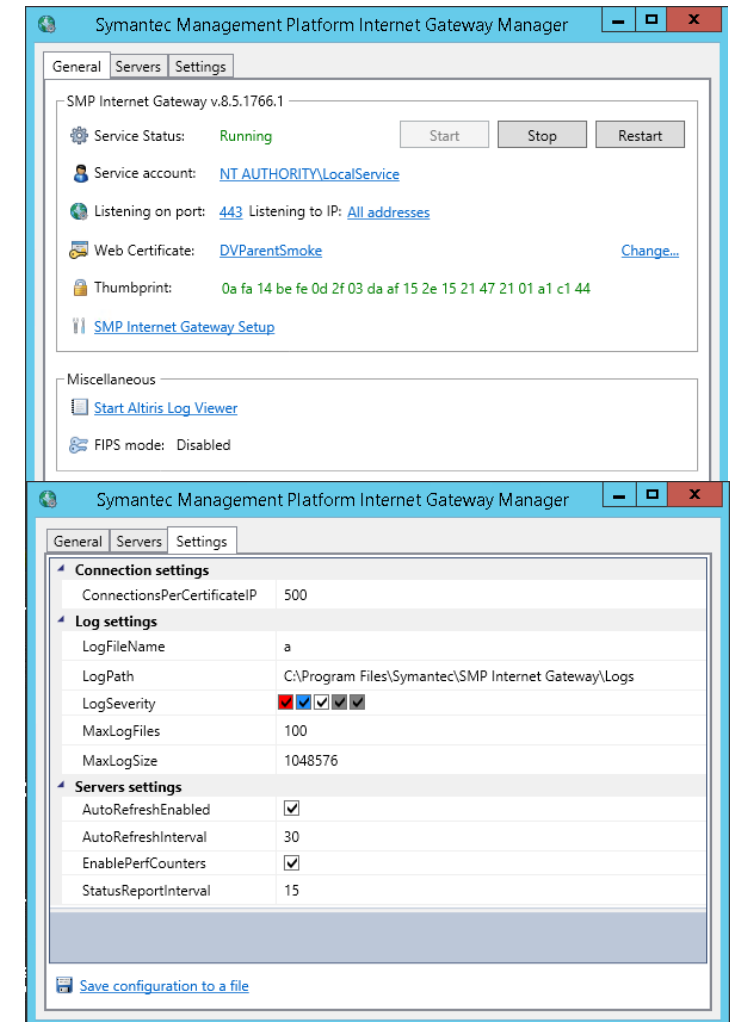 Symantec Management Platform Internet Gateway Manager
General Servers Settings
SMP Internet Gateway v.8.5.1766.1
Service Status: Running Start Stop Restart
Service account: NT AUTHORITY\LocalService
Listening on port: 443 Listening to IP: All addresses
Web Certificate: DVParentSmoke Change...
Thumbprint: 0a fa 14 be fe 0d 2f 03 da af 15 2e 15 21 47 21 01 a1 c1 44
SMP Internet Gateway Setup
Miscellaneous
Start Altiris Log Viewer
FIPS mode: Disabled
Symantec Management Platform Internet Gateway Manager
General Servers Settings
Connection settings
ConnectionsPerCertificateIP 500
Log settings
LogFileName a
LogPath C:\Program Files\Symantec\SMP Internet Gateway\Logs
LogSeverity
MaxLogFiles 100
MaxLogSize 1048576
Servers settings
AutoRefreshEnabled
AutoRefreshInterval 30
EnablePerfCounters
StatusReportInterval 15
Save configuration to a file